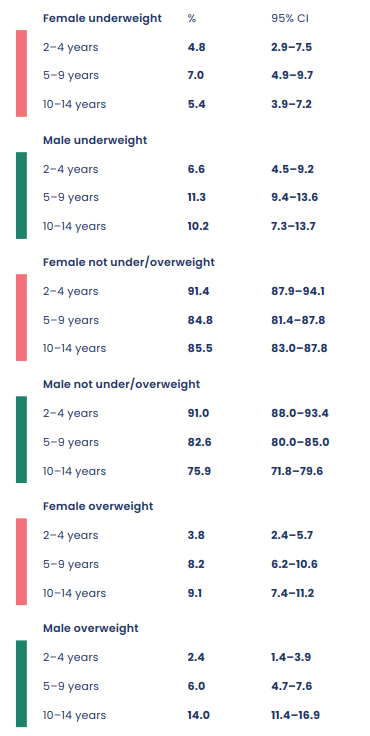 Female underweight % 95% CI
2–4 years 4.8 2.9–7.5
5–9 years 7.0 4.9–9.7
10–14 years 5.4 3.9–7.2
Male underweight
2–4 years 6.6 4.5–9.2
5–9 years 11.3 9.4–13.6
10–14 years 10.2 7.3–13.7
Female not under/overweight
2–4 years 91.4 87.9–94.1
5–9 years 84.8 81.4–87.8
10–14 years 85.5 83.0–87.8
Male not under/overweight
2–4 years 91.0 88.0–93.4
5–9 years 82.6 80.0–85.0
10–14 years 75.9 71.8–79.6
Female overweight
2–4 years 3.8 2.4–5.7
5–9 years 8.2 6.2–10.6
10–14 years 9.1 7.4–11.2
Male overweight
2–4 years 2.4 1.4–3.9
5–9 years 6.0 4.7–7.6
10–14 years 14.0 11.4–16.9